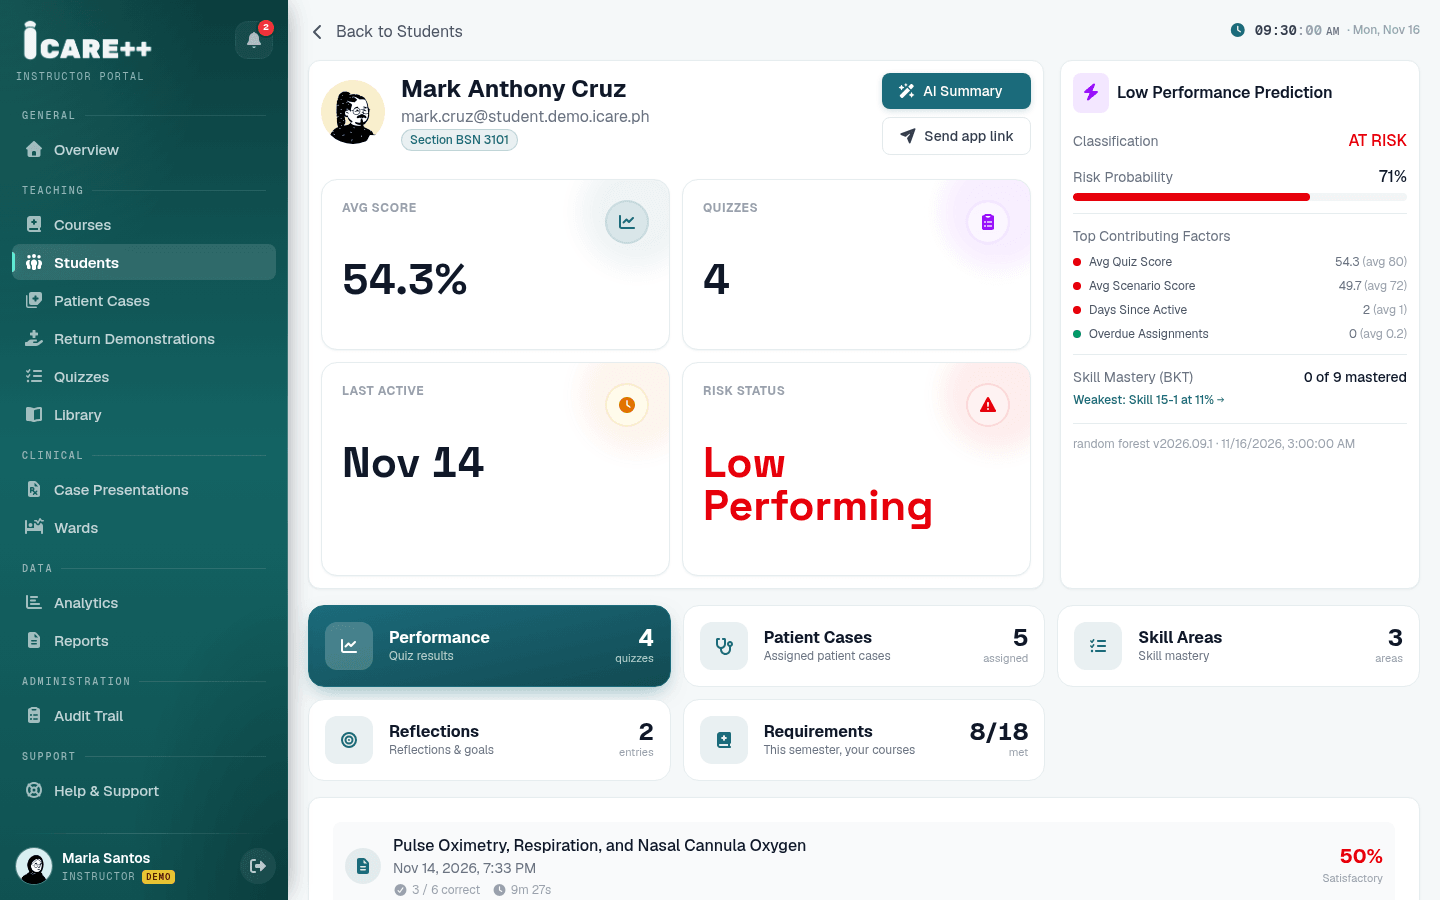 iCARE++
2
INSTRUCTOR PORTAL
GENERAL
Overview
TEACHING
Courses
Students
Patient Cases
Return Demonstrations
Quizzes
Library
CLINICAL
Case Presentations
Wards
DATA
Analytics
Reports
ADMINISTRATION
Audit Trail
SUPPORT
Help & Support
Maria Santos
INSTRUCTOR DEMO
Back to Students
09:30:00 AM · Mon, Nov 16
Mark Anthony Cruz
mark.cruz@student.demo.icare.ph
Section BSN 3101
AI Summary
Send app link
AVG SCORE
54.3%
QUIZZES
4
LAST ACTIVE
Nov 14
RISK STATUS
Low
Performing
Low Performance Prediction
Classification AT RISK
Risk Probability 71%
Top Contributing Factors
Avg Quiz Score 54.3 (avg 80)
Avg Scenario Score 49.7 (avg 72)
Days Since Active 2 (avg 1)
Overdue Assignments 0 (avg 0.2)
Skill Mastery (BKT) 0 of 9 mastered
Weakest: Skill 15-1 at 11% →
random forest v2026.09.1 · 11/16/2026, 3:00:00 AM
Performance
Quiz results
4
quizzes
Patient Cases
Assigned patient cases
5
assigned
Skill Areas
Skill mastery
3
areas
Reflections
Reflections & goals
2
entries
Requirements
This semester, your courses
8/18
met
Pulse Oximetry, Respiration, and Nasal Cannula Oxygen
Nov 14, 2026, 7:33 PM
3 / 6 correct 9m 27s
50%
Satisfactory